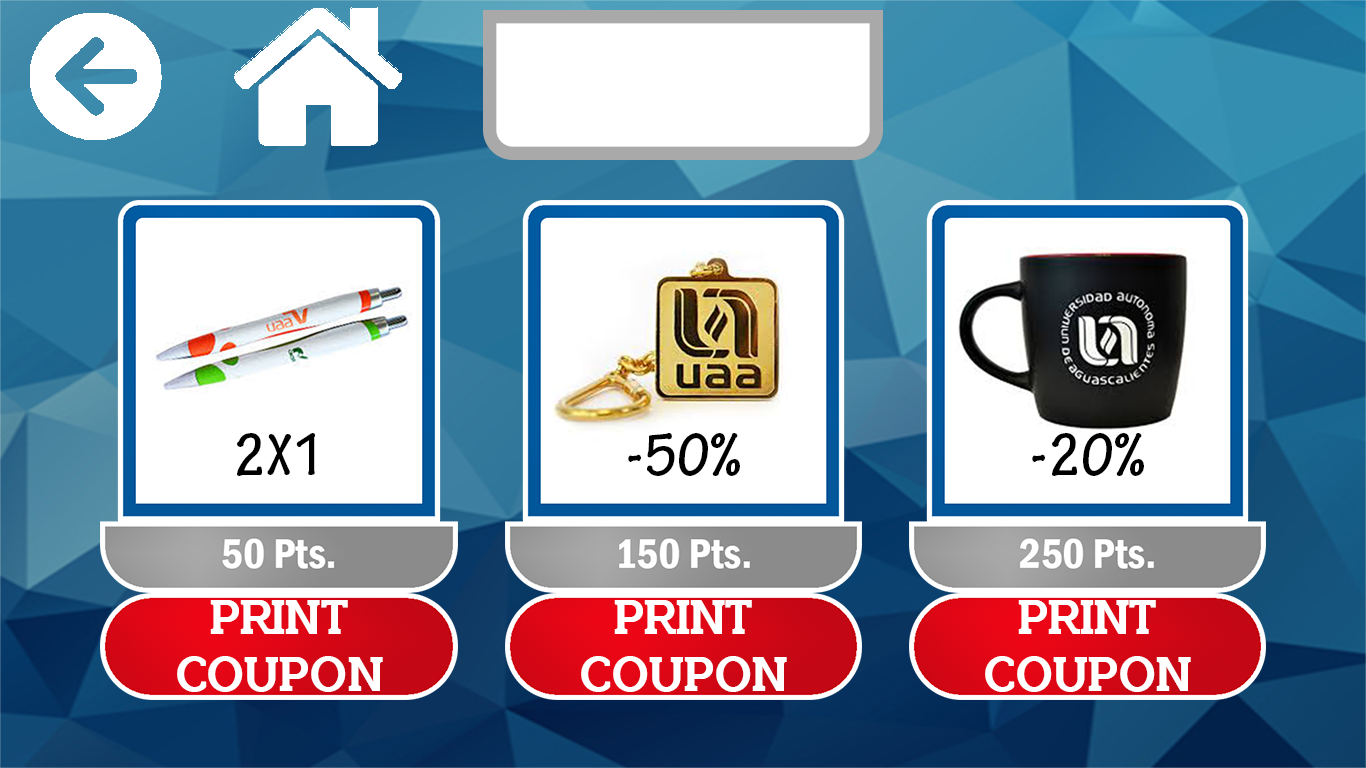 uaa
2X1
50 Pts.
PRINT
COUPON
uaa
-50%
150 Pts.
PRINT
COUPON
UNIVERSIDAD AUTONOMA
DE AGUASCALIENTES
-20%
250 Pts.
PRINT
COUPON